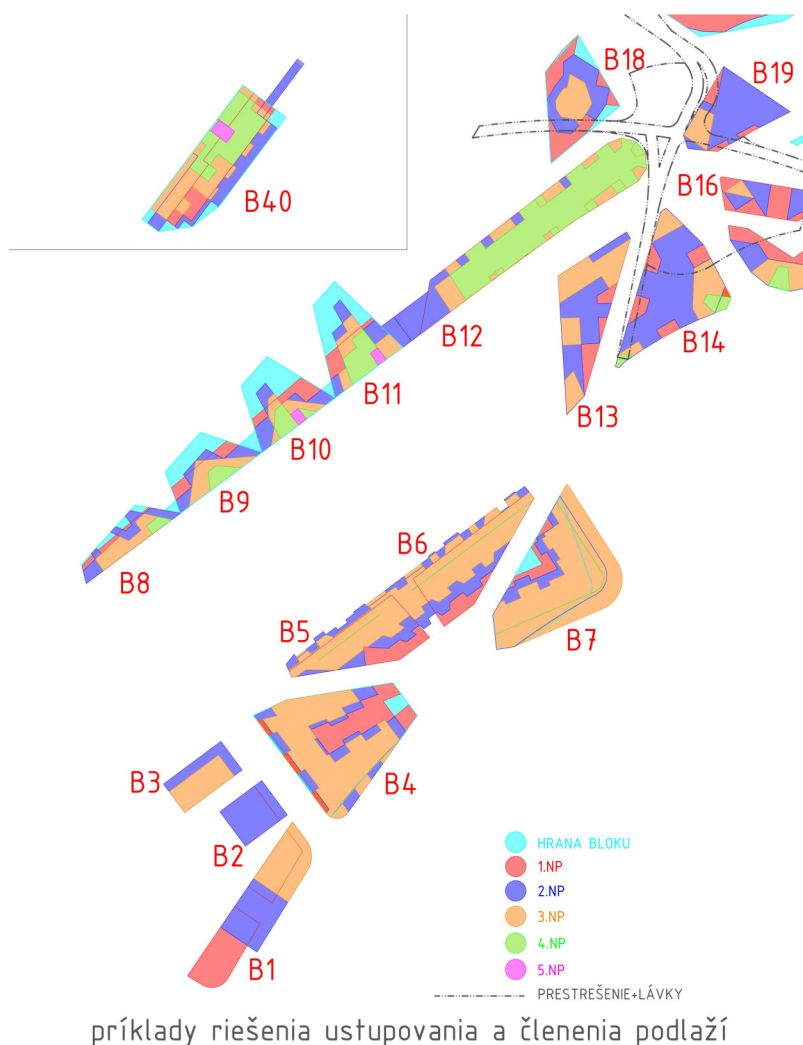 B18
B19
B40
B16
B12
B14
B11
B13
B10
B9
B8
B6
B5
B7
B3
B4
B2
B1
HRANA BLOKU
1.NP
2.NP
3.NP
4.NP
5.NP
PRESTREŠENIE+LÁVKY
príklady riešenia ustupovania a členenia podlaží